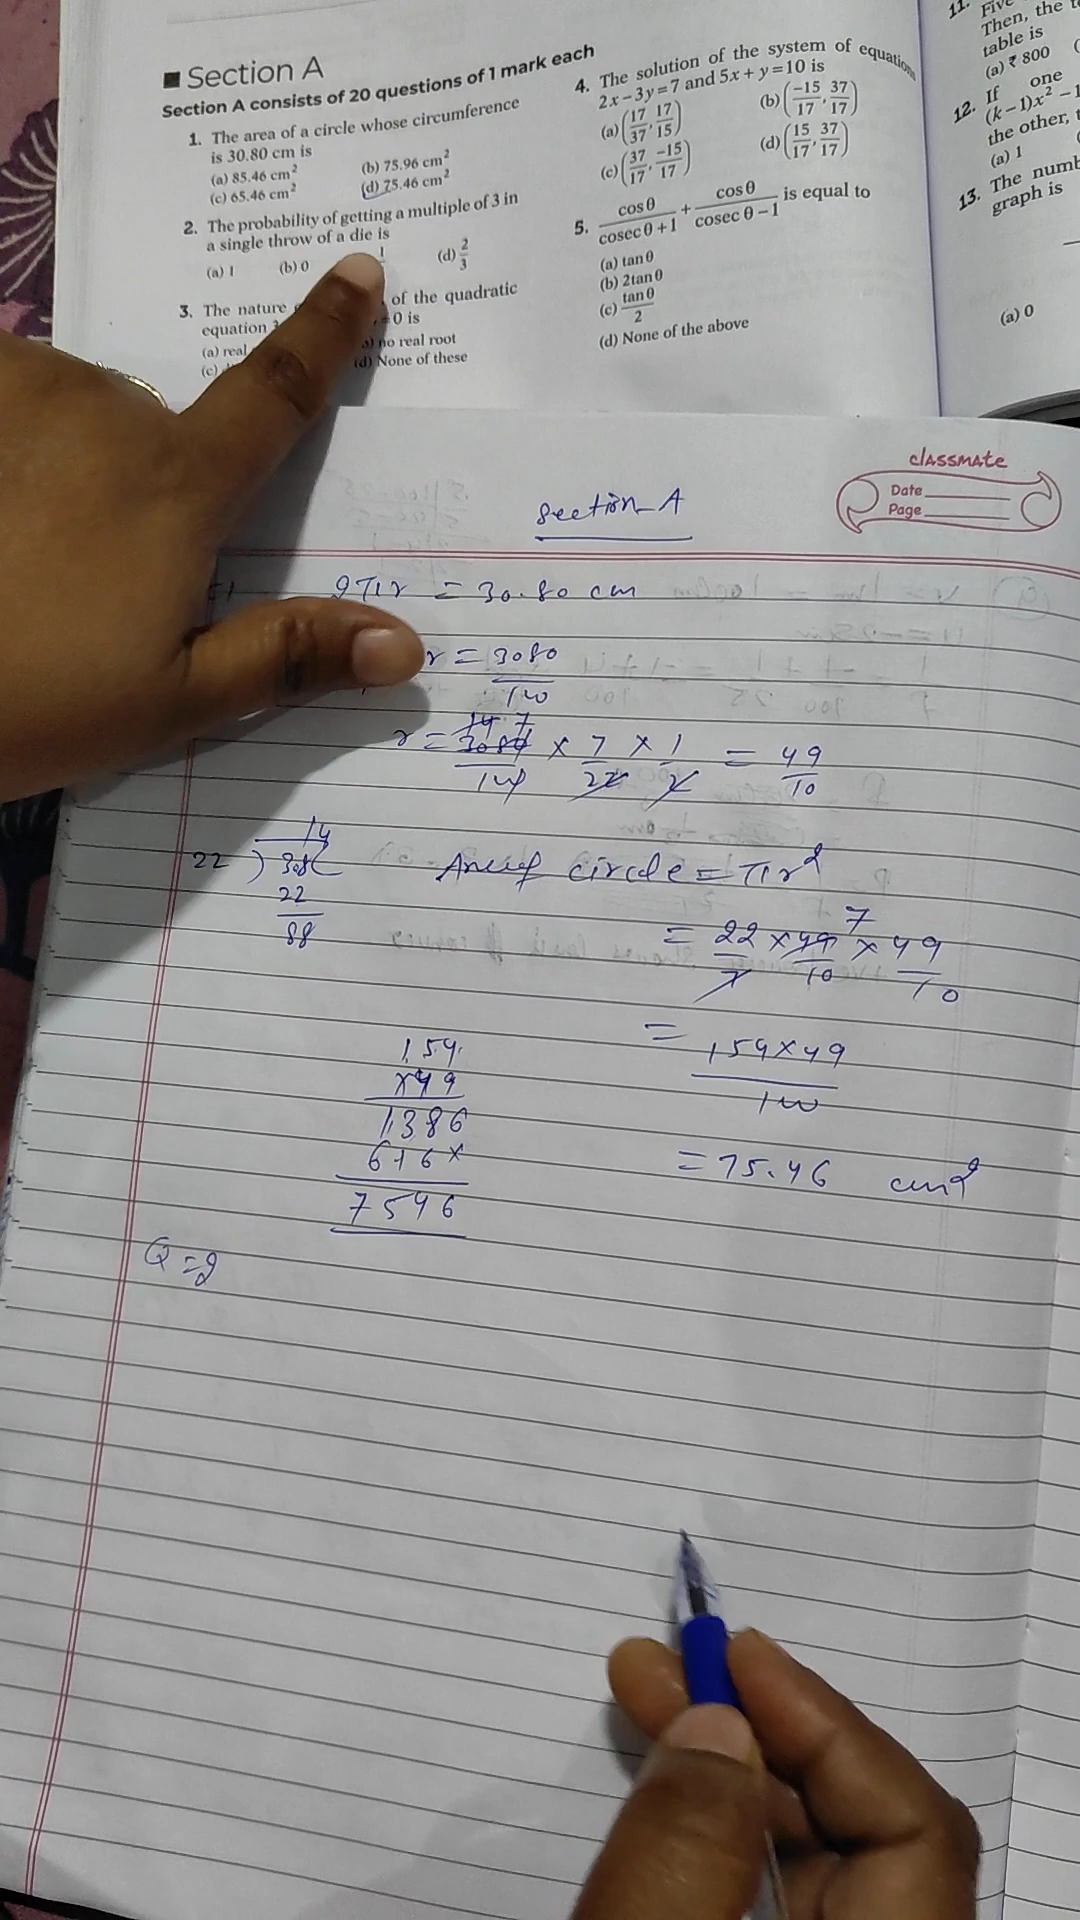 Section A
Section A consists of 20 questions of 1 mark each
1. The area of a circle whose circumference
is 30.80 cm is
(a) 85.46 cm² (b) 75.96 cm²
(c) 65.46 cm² (d) 75.46 cm²
2. The probability of getting a multiple of 3 in
a single throw of a die is
(a) 1 (b) 0 1 (d) 2/3
3. The nature of the quadratic
equation =0 is
(a) real no real root
(c) (d) None of these
4. The solution of the system of equations
2x-3y=7 and 5x+y=10 is
(a) (17/37, 17/15) (b) (-15/17, 37/17)
(c) (37/17, -15/17) (d) (15/17, 37/17)
5. cosθ/cosec θ+1 + cosθ/cosec θ-1 is equal to
(a) tanθ
(b) 2tanθ
(c) tanθ/2
(d) None of the above
11. Five
Then, the
table is
(a) ₹ 800
12. If one
(k-1)x²-1
the other,
(a) 1
13. The numb
graph is
(a) 0
classmate
Date
Page
Section-A
2πr = 30.80 cm
r = 3080/100
r = 3080/100 × 7/22 × 1/2 = 49/10
14 7
14
22 ) 308
22
88
Area of circle = πr²
= 22/7 × 49/10 × 49/10
7
= 154×49/100
= 75.46 cm²
154
×49
1386
616×
7546
Q=2